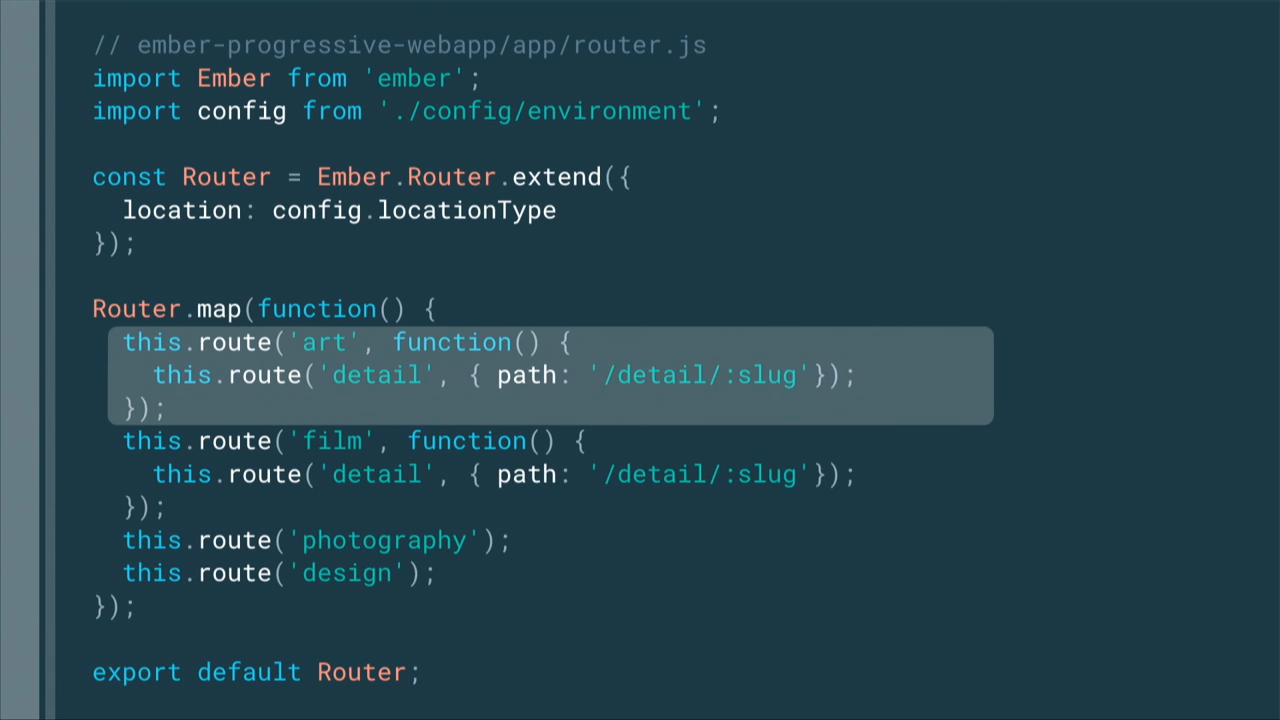 // ember-progressive-webapp/app/router.js
import Ember from 'ember';
import config from './config/environment';

const Router = Ember.Router.extend({
  location: config.locationType
});

Router.map(function() {
  this.route('art', function() {
    this.route('detail', { path: '/detail/:slug'});
  });
  this.route('film', function() {
    this.route('detail', { path: '/detail/:slug'});
  });
  this.route('photography');
  this.route('design');
});

export default Router;